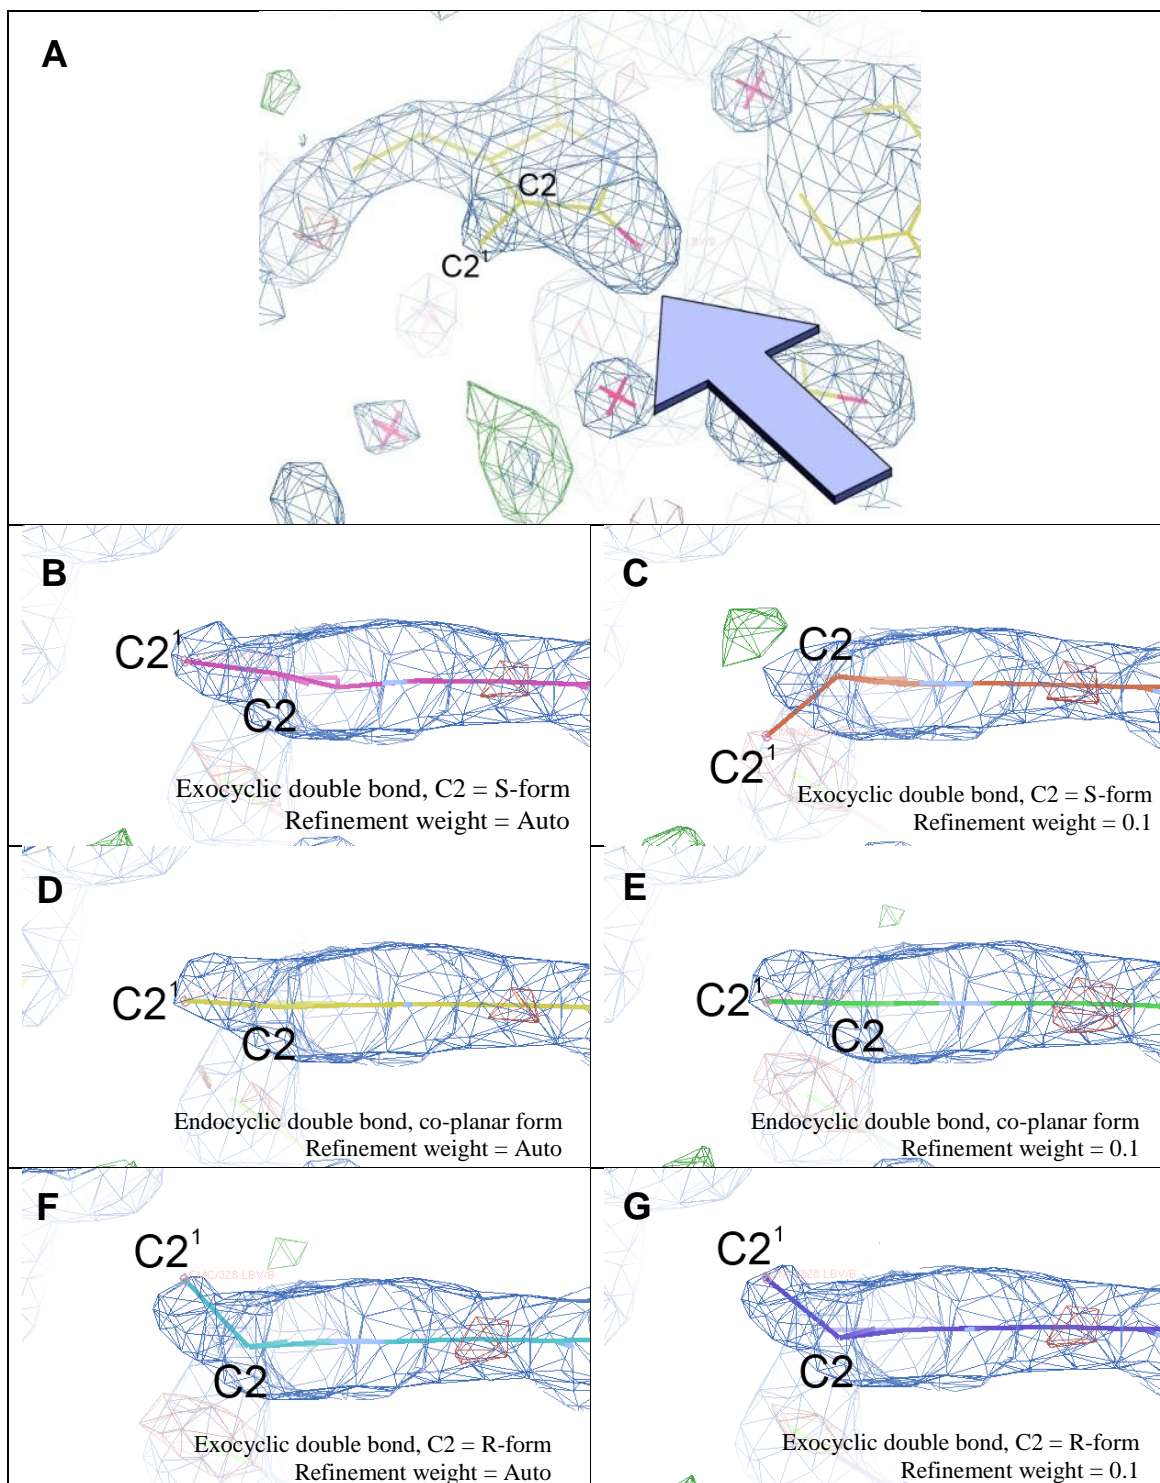 A
C2
C2¹
B
C2¹
C2
Exocyclic double bond, C2 = S-form
Refinement weight = Auto
C
C2
C2¹
Exocyclic double bond, C2 = S-form
Refinement weight = 0.1
D
C2¹
C2
Endocyclic double bond, co-planar form
Refinement weight = Auto
E
C2¹
C2
Endocyclic double bond, co-planar form
Refinement weight = 0.1
F
C2¹
C2
Exocyclic double bond, C2 = R-form
Refinement weight = Auto
G
C2¹
C2
Exocyclic double bond, C2 = R-form
Refinement weight = 0.1